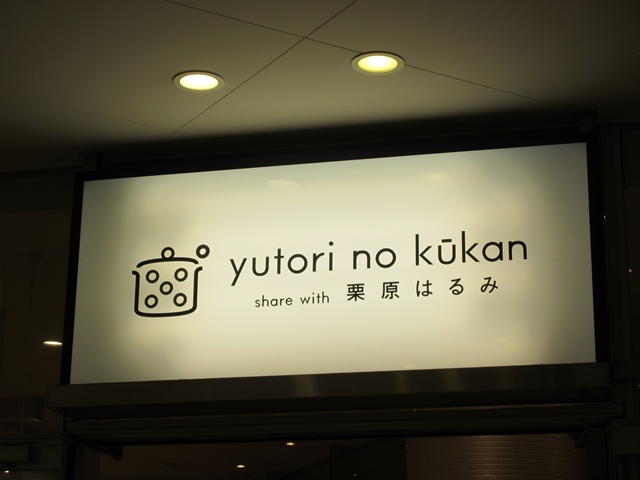 yutori no kūkan
share with 栗原はるみ